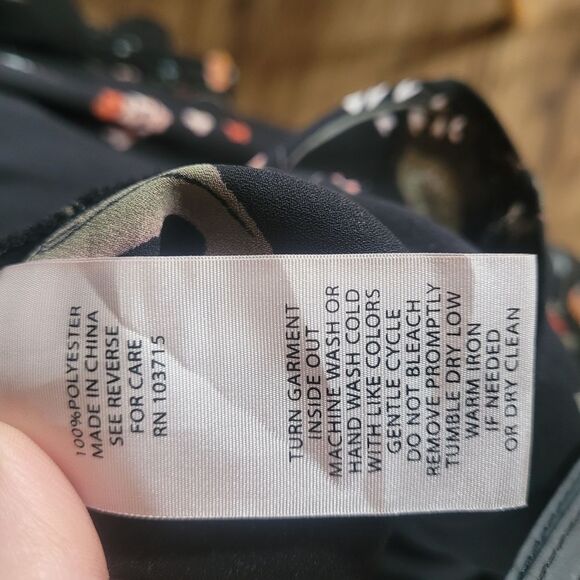 100%POLYESTER
MADE IN CHINA
SEE REVERSE
FOR CARE
RN 103715
TURN GARMENT
INSIDE OUT
MACHINE WASH OR
HAND WASH COLD
WITH LIKE COLORS
GENTLE CYCLE
DO NOT BLEACH
REMOVE PROMPTLY
TUMBLE DRY LOW
WARM IRON
IF NEEDED
OR DRY CLEAN